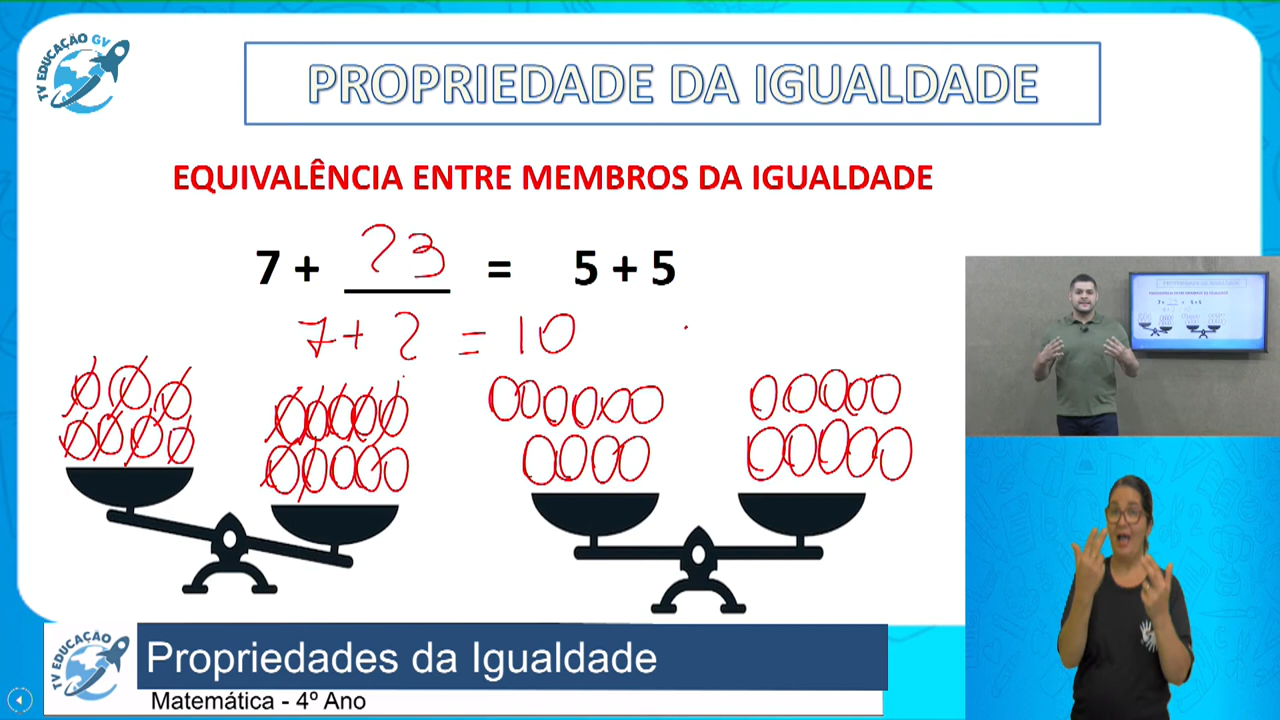 TV EDUCAÇÃO GV
PROPRIEDADE DA IGUALDADE
EQUIVALÊNCIA ENTRE MEMBROS DA IGUALDADE
7 + ?3 = 5 + 5
7 + ? = 10
TV EDUCAÇÃO
Propriedades da Igualdade
Matemática - 4º Ano